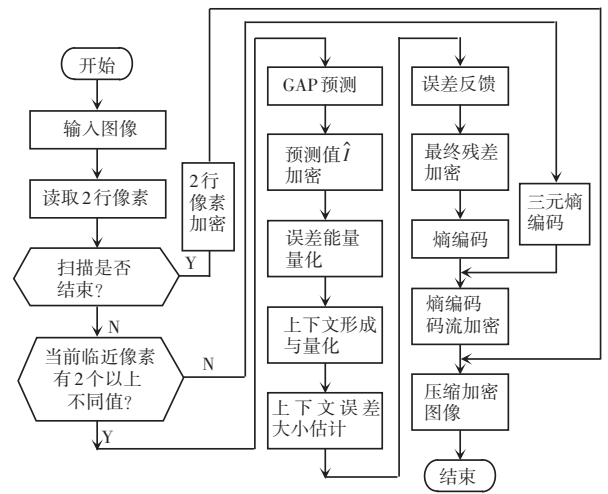 开始
输入图像
读取2行像素
扫描是否
结束？
Y
N
当前临近像素
有2个以上
不同值？
N
Y
2行
像素
加密
GAP预测
预测值Î
加密
误差能量
量化
上下文形成
与量化
上下文误差
大小估计
误差反馈
最终残差
加密
熵编码
三元熵
编码
熵编码
码流加密
压缩加密
图像
结束